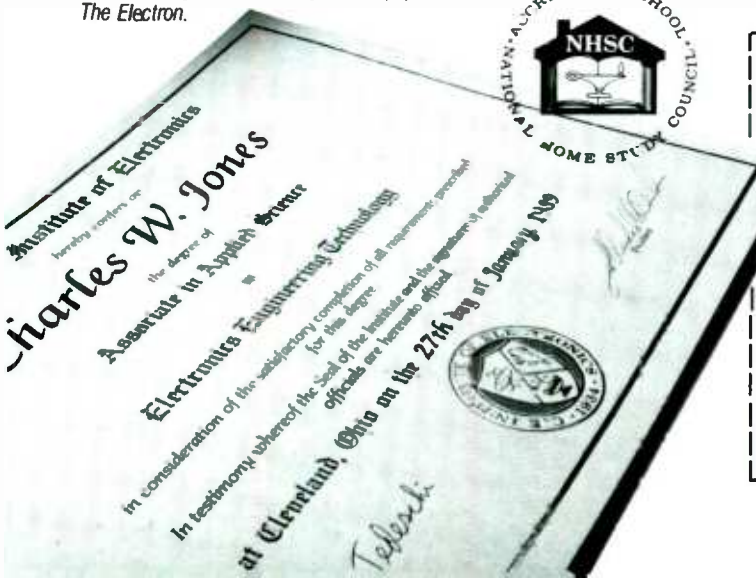 The Electron.
NATIONAL HOME STUDY COUNCIL
NHSC
Institute of Electronics
hereby confers on
Charles W. Jones
the degree of
Associate in Applied Science
in
Electronics Engineering Technology
in consideration of the satisfactory completion of all requirements prescribed
for this degree
In testimony whereof the Seal of the Institute and the signatures of authorized
officials are hereunto affixed
at Cleveland, Ohio on the 27th day of January 1989
Tedeschi